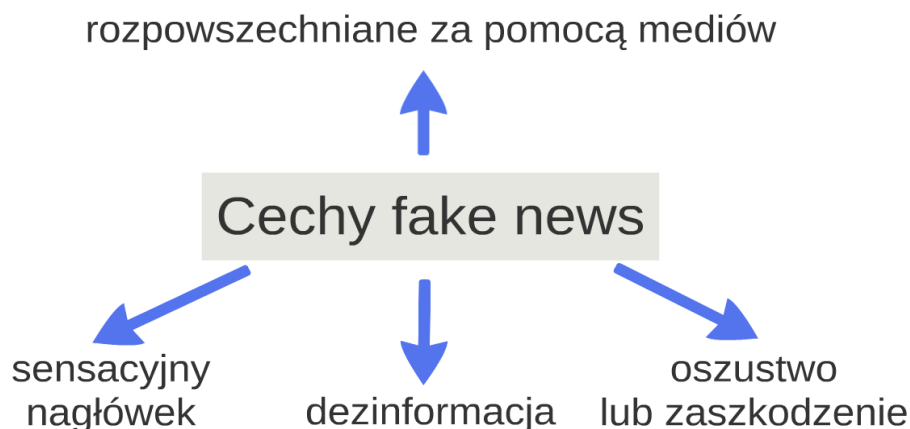 rozpowszechniane za pomocą mediów
Cechy fake news
sensacyjny
nagłówek
dezinformacja
oszustwo
lub zaszkodzenie